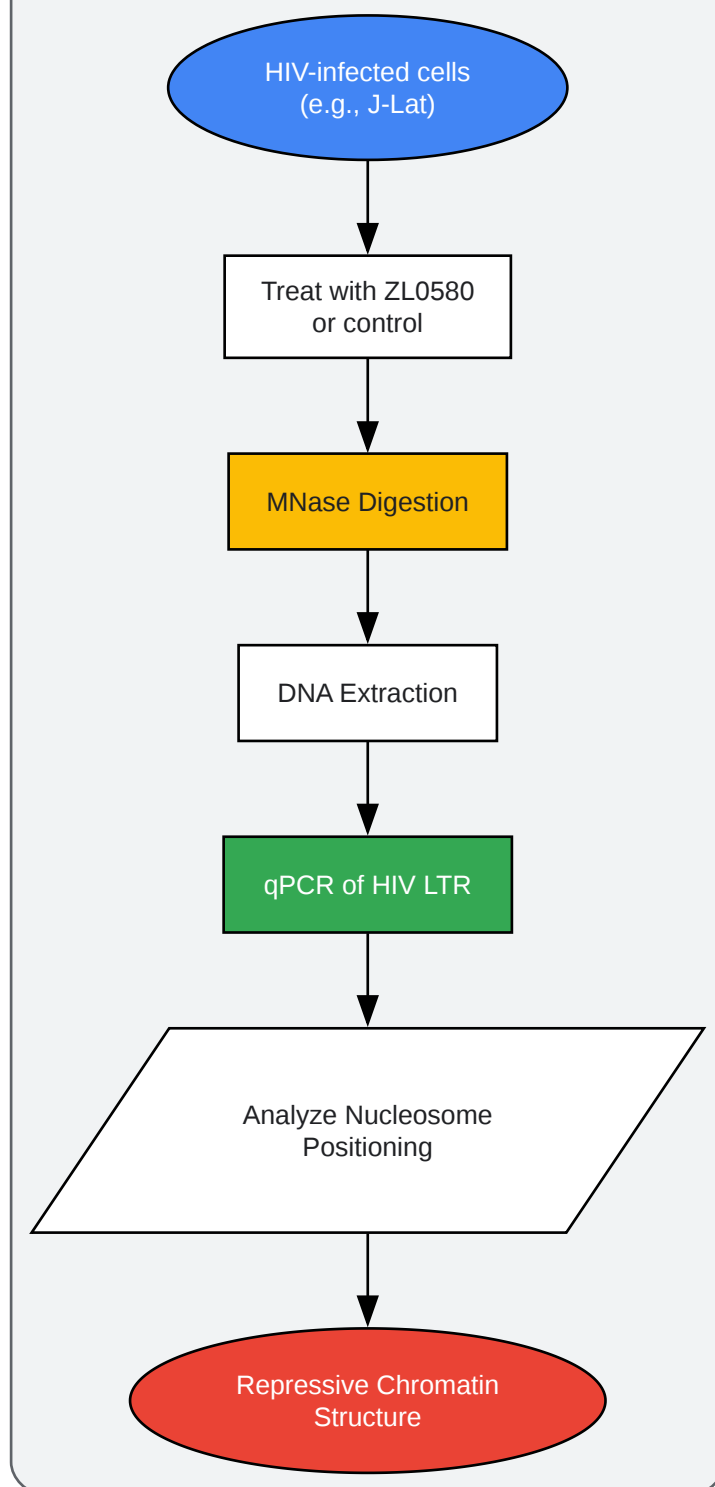 HIV-infected cells
(e.g., J-Lat)
Treat with ZL0580
or control
MNase Digestion
DNA Extraction
qPCR of HIV LTR
Analyze Nucleosome
Positioning
Repressive Chromatin
Structure